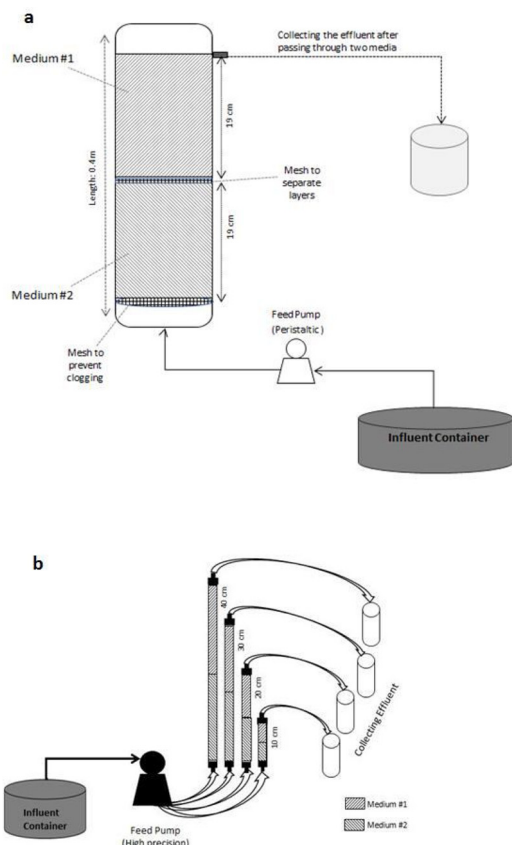 a
Collecting the effluent after
passing through two media
Medium #1
19 cm
Length: 0.4m
Mesh to
separate
layers
19 cm
Medium #2
Feed Pump
(Peristaltic)
Mesh to
prevent
clogging
Influent Container
b
40 cm
30 cm
20 cm
10 cm
Collecting Effluent
Influent
Container
Medium #1
Medium #2
Feed Pump
(High precision)